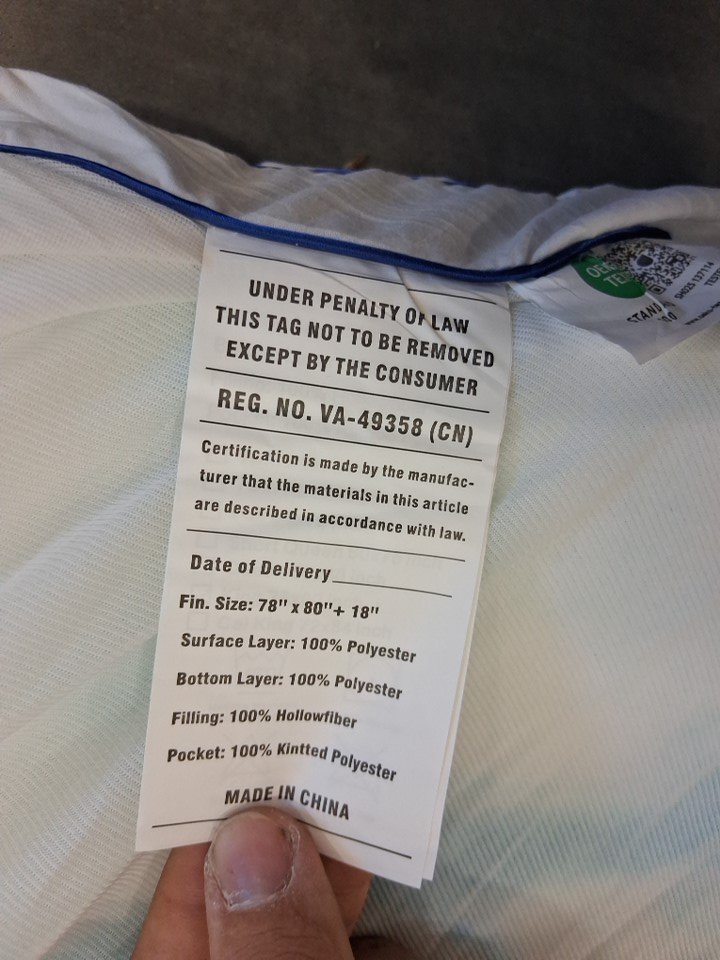 UNDER PENALTY OF LAW
THIS TAG NOT TO BE REMOVED
EXCEPT BY THE CONSUMER
REG. NO. VA-49358 (CN)
Certification is made by the manufac-
turer that the materials in this article
are described in accordance with law.
Date of Delivery
Fin. Size: 78" x 80"+ 18"
Surface Layer: 100% Polyester
Bottom Layer: 100% Polyester
Filling: 100% Hollowfiber
Pocket: 100% Kintted Polyester
MADE IN CHINA